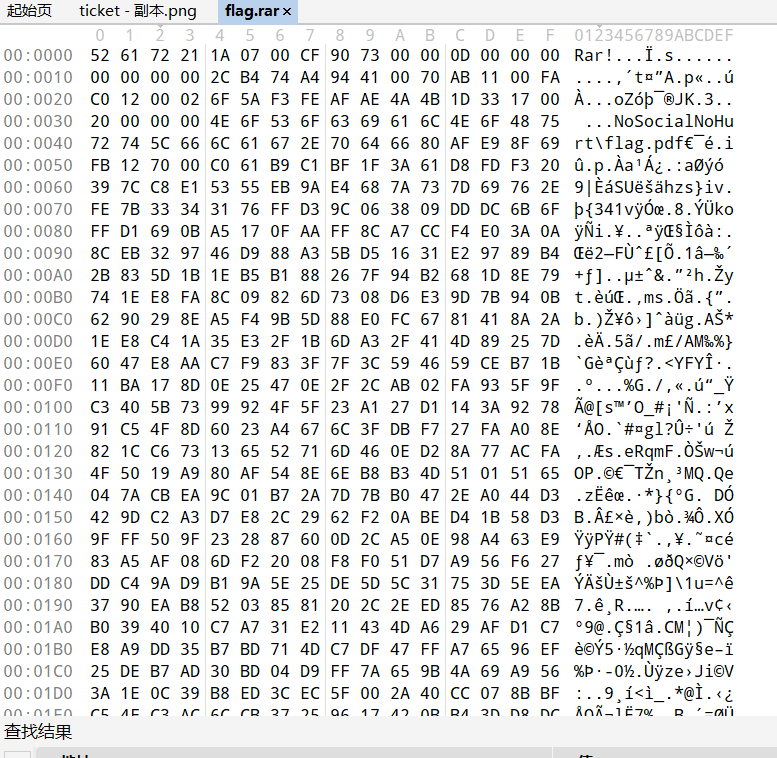 起始页 ticket - 副本.png flag.rar ×
0 1 2 3 4 5 6 7 8 9 A B C D E F 0123456789ABCDEF
00:0000 52 61 72 21 1A 07 00 CF 90 73 00 00 0D 00 00 00 Rar!...Ï.s......
00:0010 00 00 00 00 2C B4 74 A4 94 41 00 70 AB 11 00 FA ....,´t¤”A.p«..ú
00:0020 C0 12 00 02 6F 5A F3 FE AF AE 4A 4B 1D 33 17 00 À...oZóþ¯®JK.3..
00:0030 20 00 00 00 4E 6F 53 6F 63 69 61 6C 4E 6F 48 75 ...NoSocialNoHu
00:0040 72 74 5C 66 6C 61 67 2E 70 64 66 80 AF E9 8F 69 rt\flag.pdf€¯é.i
00:0050 FB 12 70 00 C0 61 B9 C1 BF 1F 3A 61 D8 FD F3 20 û.p.Àa¹Á¿.:aØýó
00:0060 39 7C C8 E1 53 55 EB 9A E4 68 7A 73 7D 69 76 2E 9|ÈáSUëšähzs}iv.
00:0070 FE 7B 33 34 31 76 FF D3 9C 06 38 09 DD DC 6B 6F þ{341vÿÓœ.8.ÝÜko
00:0080 FF D1 69 0B A5 17 0F AA FF 8C A7 CC F4 E0 3A 0A ÿÑi.¥..ªÿŒ§Ìôà:.
00:0090 8C EB 32 97 46 D9 88 A3 5B D5 16 31 E2 97 89 B4 Œë2—FÙˆ£[Õ.1â—‰´
00:00A0 2B 83 5D 1B 1E B5 B1 88 26 7F 94 B2 68 1D 8E 79 +ƒ]..µ±ˆ&.”²h.Žy
00:00B0 74 1E E8 FA 8C 09 82 6D 73 08 D6 E3 9D 7B 94 0B t.èúŒ.‚ms.Öã.{”.
00:00C0 62 90 29 8E A5 F4 9B 5D 88 E0 FC 67 81 41 8A 2A b.)Ž¥ô›]ˆàüg.AŠ*
00:00D0 1E E8 C4 1A 35 E3 2F 1B 6D A3 2F 41 4D 89 25 7D .èÄ.5ã/.m£/AM‰%}
00:00E0 60 47 E8 AA C7 F9 83 3F 7F 3C 59 46 59 CE B7 1B `GèªÇùƒ?.<YFYÎ·.
00:00F0 11 BA 17 8D 0E 25 47 0E 2F 2C AB 02 FA 93 5F 9F .º...%G./,«.ú“_Ÿ
00:0100 C3 40 5B 73 99 92 4F 5F 23 A1 27 D1 14 3A 92 78 Ã@[s™’O_#¡'Ñ.:’x
00:0110 91 C5 4F 8D 60 23 A4 67 6C 3F DB F7 27 FA A0 8E ‘ÅO.`#¤gl?Û÷'ú Ž
00:0120 82 1C C6 73 13 65 52 71 6D 46 0E D2 8A 77 AC FA ‚.Æs.eRqmF.ÒŠw¬ú
00:0130 4F 50 19 A9 80 AF 54 8E 6E B8 B3 4D 51 01 51 65 OP.©€¯TŽn¸³MQ.Qe
00:0140 04 7A CB EA 9C 01 B7 2A 7D 7B B0 47 2E A0 44 D3 .zËêœ.·*}{°G. DÓ
00:0150 42 9D C2 A3 D7 E8 2C 29 62 F2 0A BE D4 1B 58 D3 B.Â£×è,)bò.¾Ô.XÓ
00:0160 9F FF 50 9F 23 28 87 60 0D 2C A5 0E 98 A4 63 E9 ŸÿPŸ#(‡`.,¥.˜¤cé
00:0170 83 A5 AF 08 6D F2 20 08 F8 F0 51 D7 A9 56 F6 27 ƒ¥¯.mò .øðQ×©Vö'
00:0180 DD C4 9A D9 B1 9A 5E 25 DE 5D 5C 31 75 3D 5E EA ÝÄšÙ±š^%Þ]\1u=^ê
00:0190 37 90 EA B8 52 03 85 81 20 2C 2E ED 85 76 A2 8B 7.ê¸R.…. ,.í…v¢‹
00:01A0 B0 39 40 10 C7 A7 31 E2 11 43 4D A6 29 AF D1 C7 °9@.Ç§1â.CM¦)¯ÑÇ
00:01B0 E8 A9 DD 35 B7 BD 71 4D C7 DF 47 FF A7 65 96 EF è©Ý5·½qMÇßGÿ§e–ï
00:01C0 25 DE B7 AD 30 BD 04 D9 FF 7A 65 9B 4A 69 A9 56 %Þ·-0½.Ùÿze›Ji©V
00:01D0 3A 1E 0C 39 B8 ED 3C EC 5F 00 2A 40 CC 07 8B BF :..9¸í<ì_.*@Ì.‹¿
查找结果